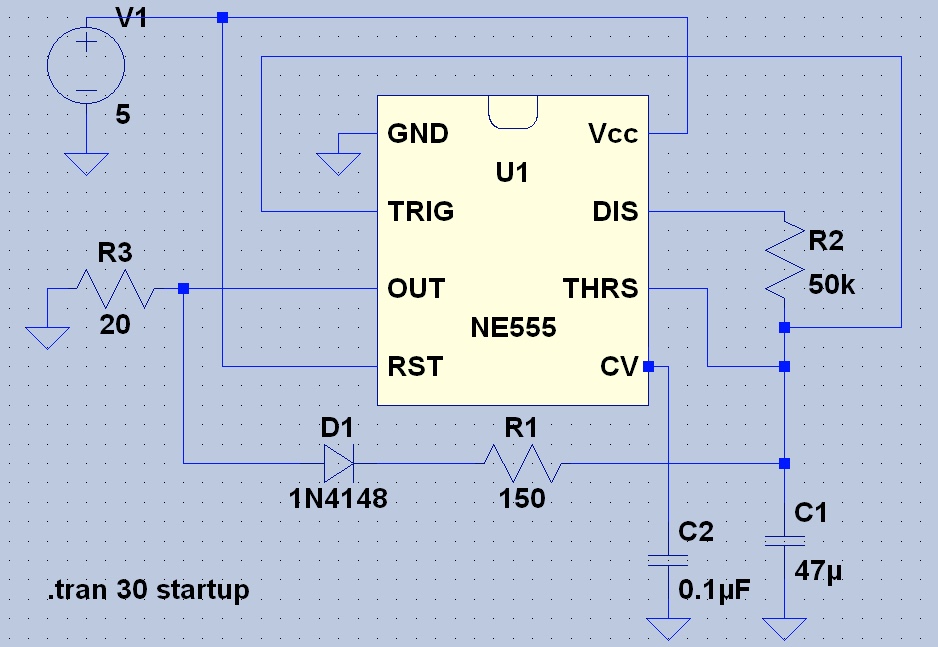 V1
5
GND
Vcc
U1
TRIG
DIS
R2
50k
R3
20
OUT
THRS
NE555
RST
CV
D1
1N4148
R1
150
C2
0.1µF
C1
47µ
.tran 30 startup